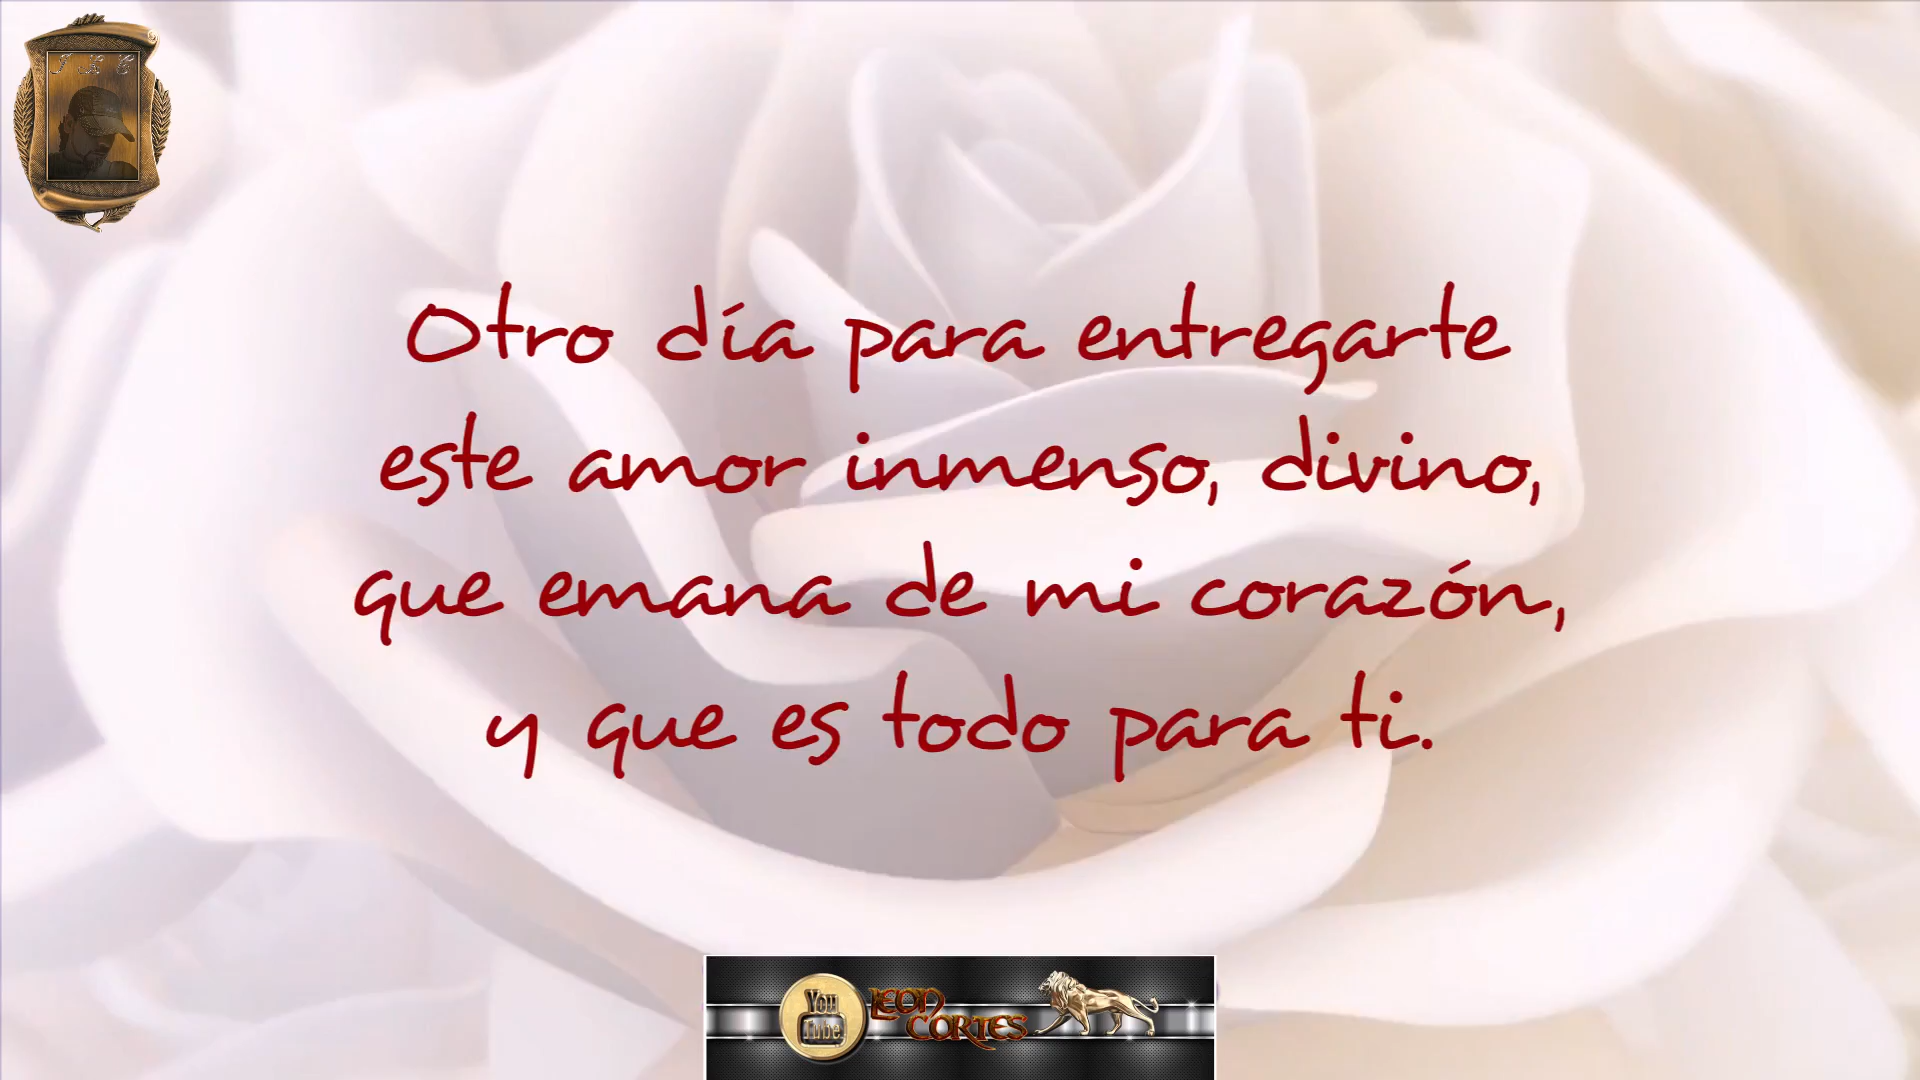 J L C
Otro día para entregarte
este amor inmenso, divino,
que emana de mi corazón,
y que es todo para ti.
You
Tube
LEON
CORTES